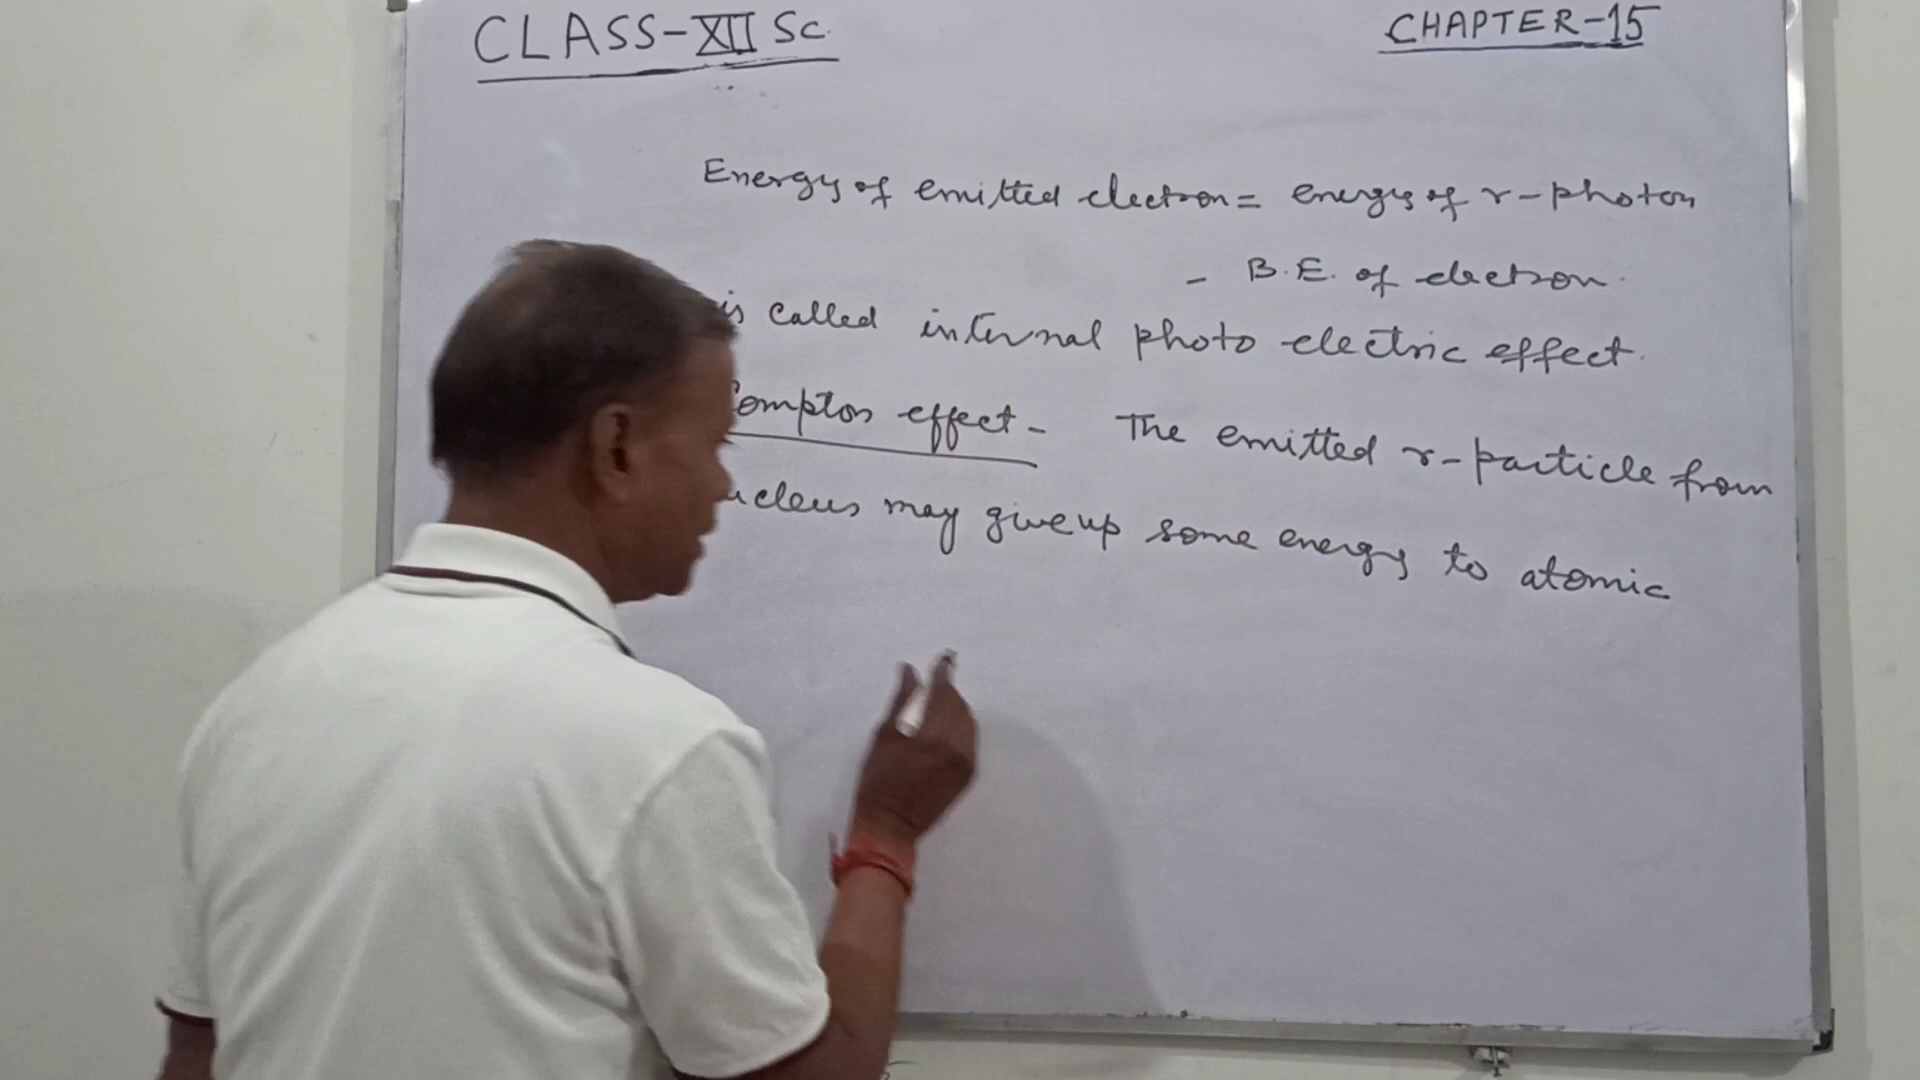 CLASS-XII Sc.
CHAPTER-15
Energy of emitted electron = energy of r-photon
- B.E. of electron.
is called internal photo electric effect.
Compton effect - The emitted r-particle from
nucleus may give up some energy to atomic